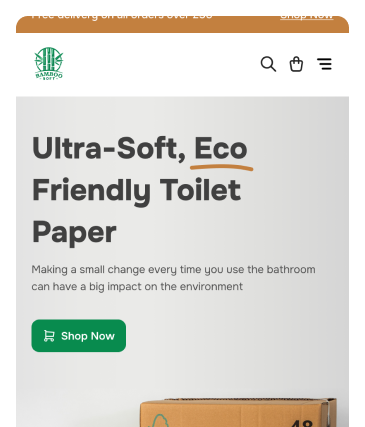 Free delivery on all orders over £50 Shop Now
BAMBOO
SOFT
Ultra-Soft, Eco
Friendly Toilet
Paper
Making a small change every time you use the bathroom
can have a big impact on the environment
Shop Now
48